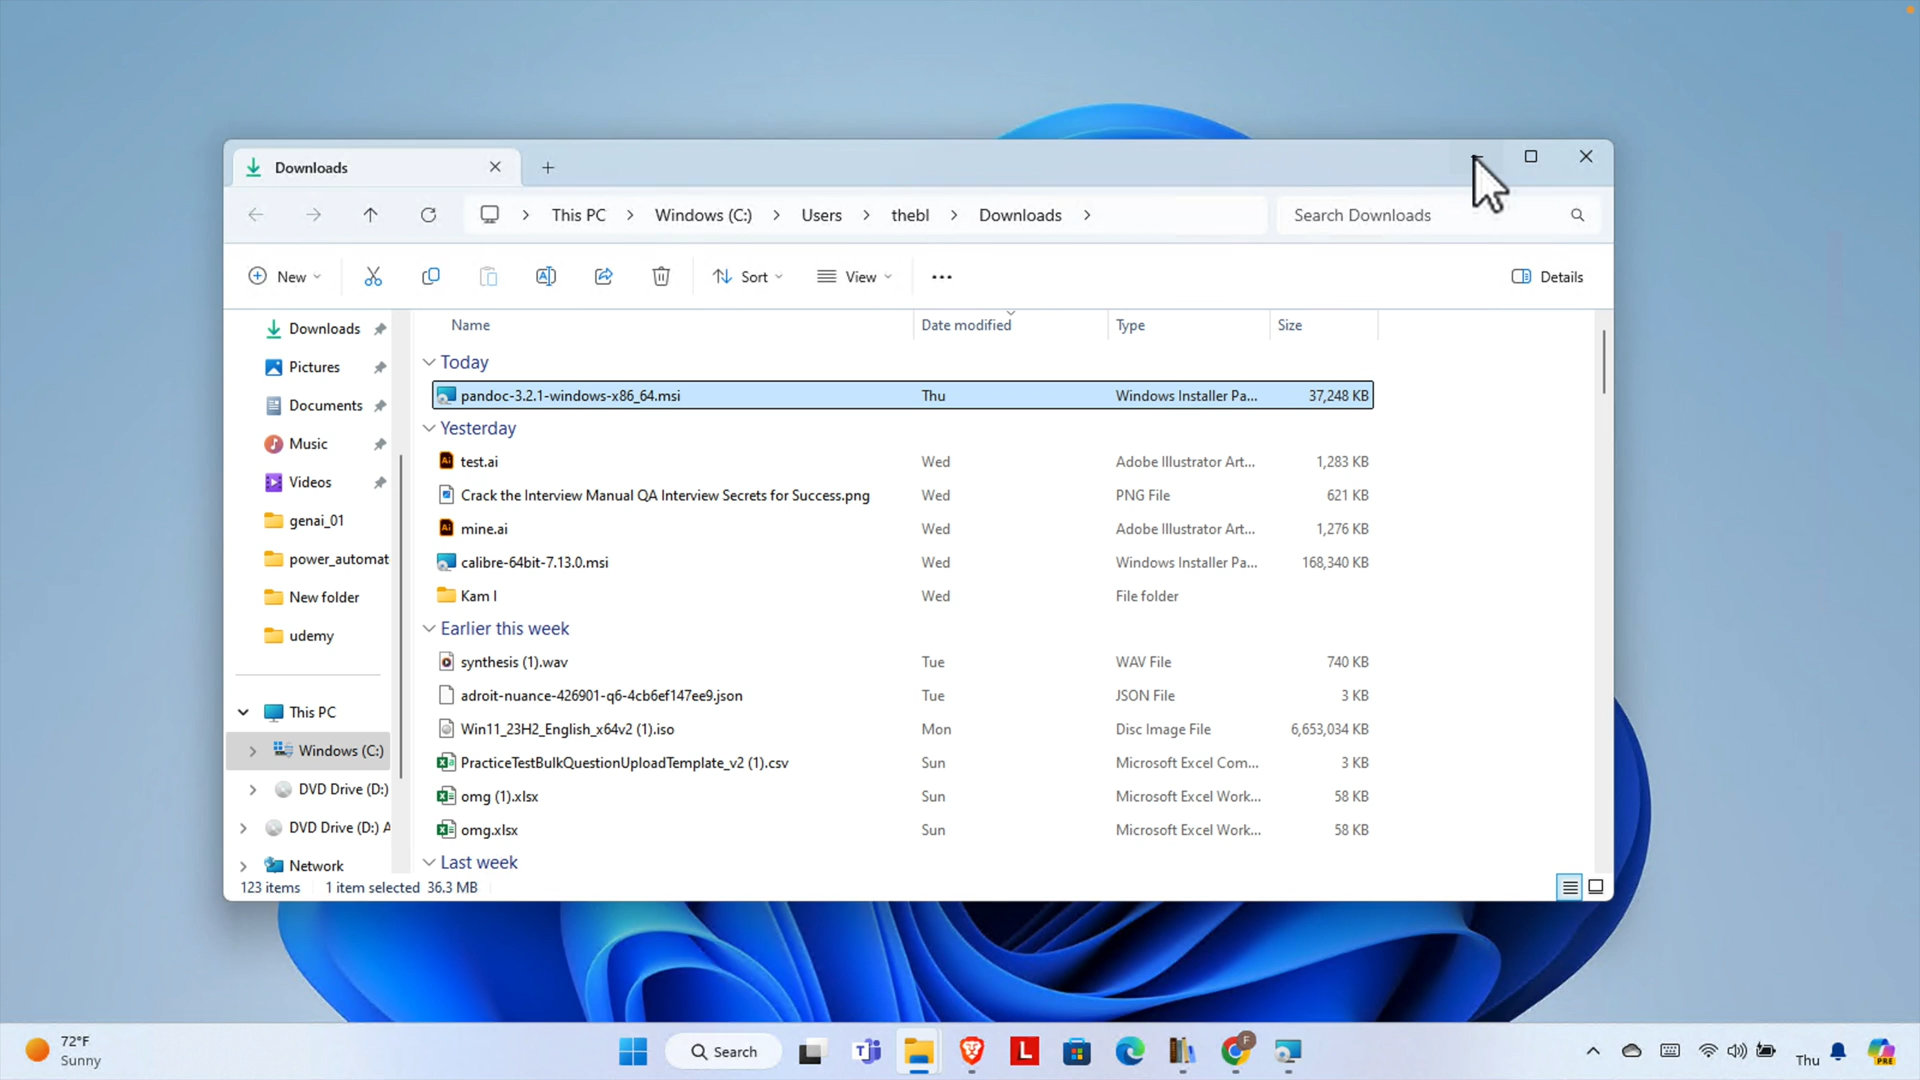 Downloads
This PC
Windows (C:)
Users
thebl
Downloads
Search Downloads
New
Sort
View
Details
Name
Date modified
Type
Size
Downloads
Pictures
Documents
Music
Videos
genai_01
power_automat
New folder
udemy
This PC
Windows (C:)
DVD Drive (D:)
DVD Drive (D:) A
Network
Today
pandoc-3.2.1-windows-x86_64.msi Thu Windows Installer Pa... 37,248 KB
Yesterday
test.ai Wed Adobe Illustrator Art... 1,283 KB
Crack the Interview Manual QA Interview Secrets for Success.png Wed PNG File 621 KB
mine.ai Wed Adobe Illustrator Art... 1,276 KB
calibre-64bit-7.13.0.msi Wed Windows Installer Pa... 168,340 KB
Kam I Wed File folder
Earlier this week
synthesis (1).wav Tue WAV File 740 KB
adroit-nuance-426901-q6-4cb6ef147ee9.json Tue JSON File 3 KB
Win11_23H2_English_x64v2 (1).iso Mon Disc Image File 6,653,034 KB
PracticeTestBulkQuestionUploadTemplate_v2 (1).csv Sun Microsoft Excel Com... 3 KB
omg (1).xlsx Sun Microsoft Excel Work... 58 KB
omg.xlsx Sun Microsoft Excel Work... 58 KB
Last week
123 items 1 item selected 36.3 MB
72°F
Sunny
Search
T
L
F
Thu
PRE